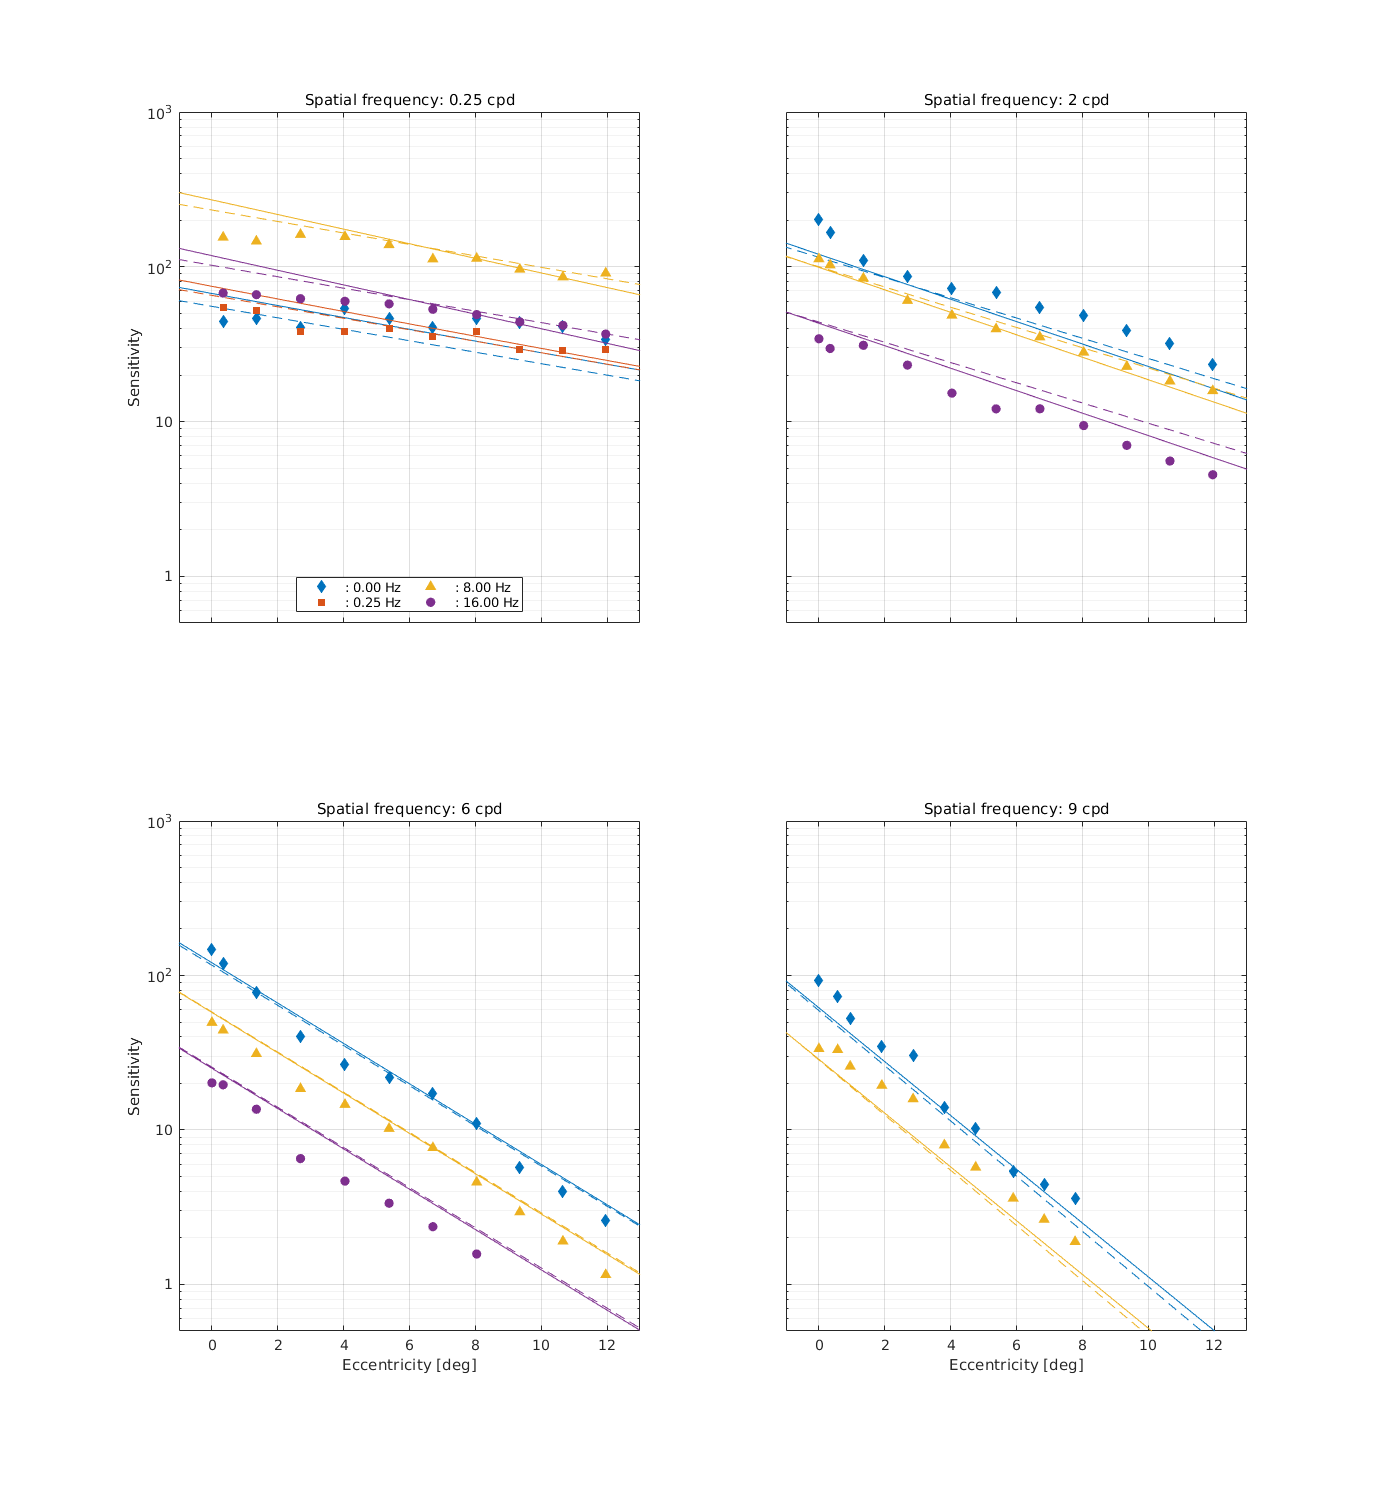 Spatial frequency: 0.25 cpd
Spatial frequency: 2 cpd
10^3
10^2
10
1
Sensitivity
: 0.00 Hz
: 8.00 Hz
: 0.25 Hz
: 16.00 Hz
Spatial frequency: 6 cpd
Spatial frequency: 9 cpd
10^3
10^2
10
1
Sensitivity
0 2 4 6 8 10 12
0 2 4 6 8 10 12
Eccentricity [deg]
Eccentricity [deg]